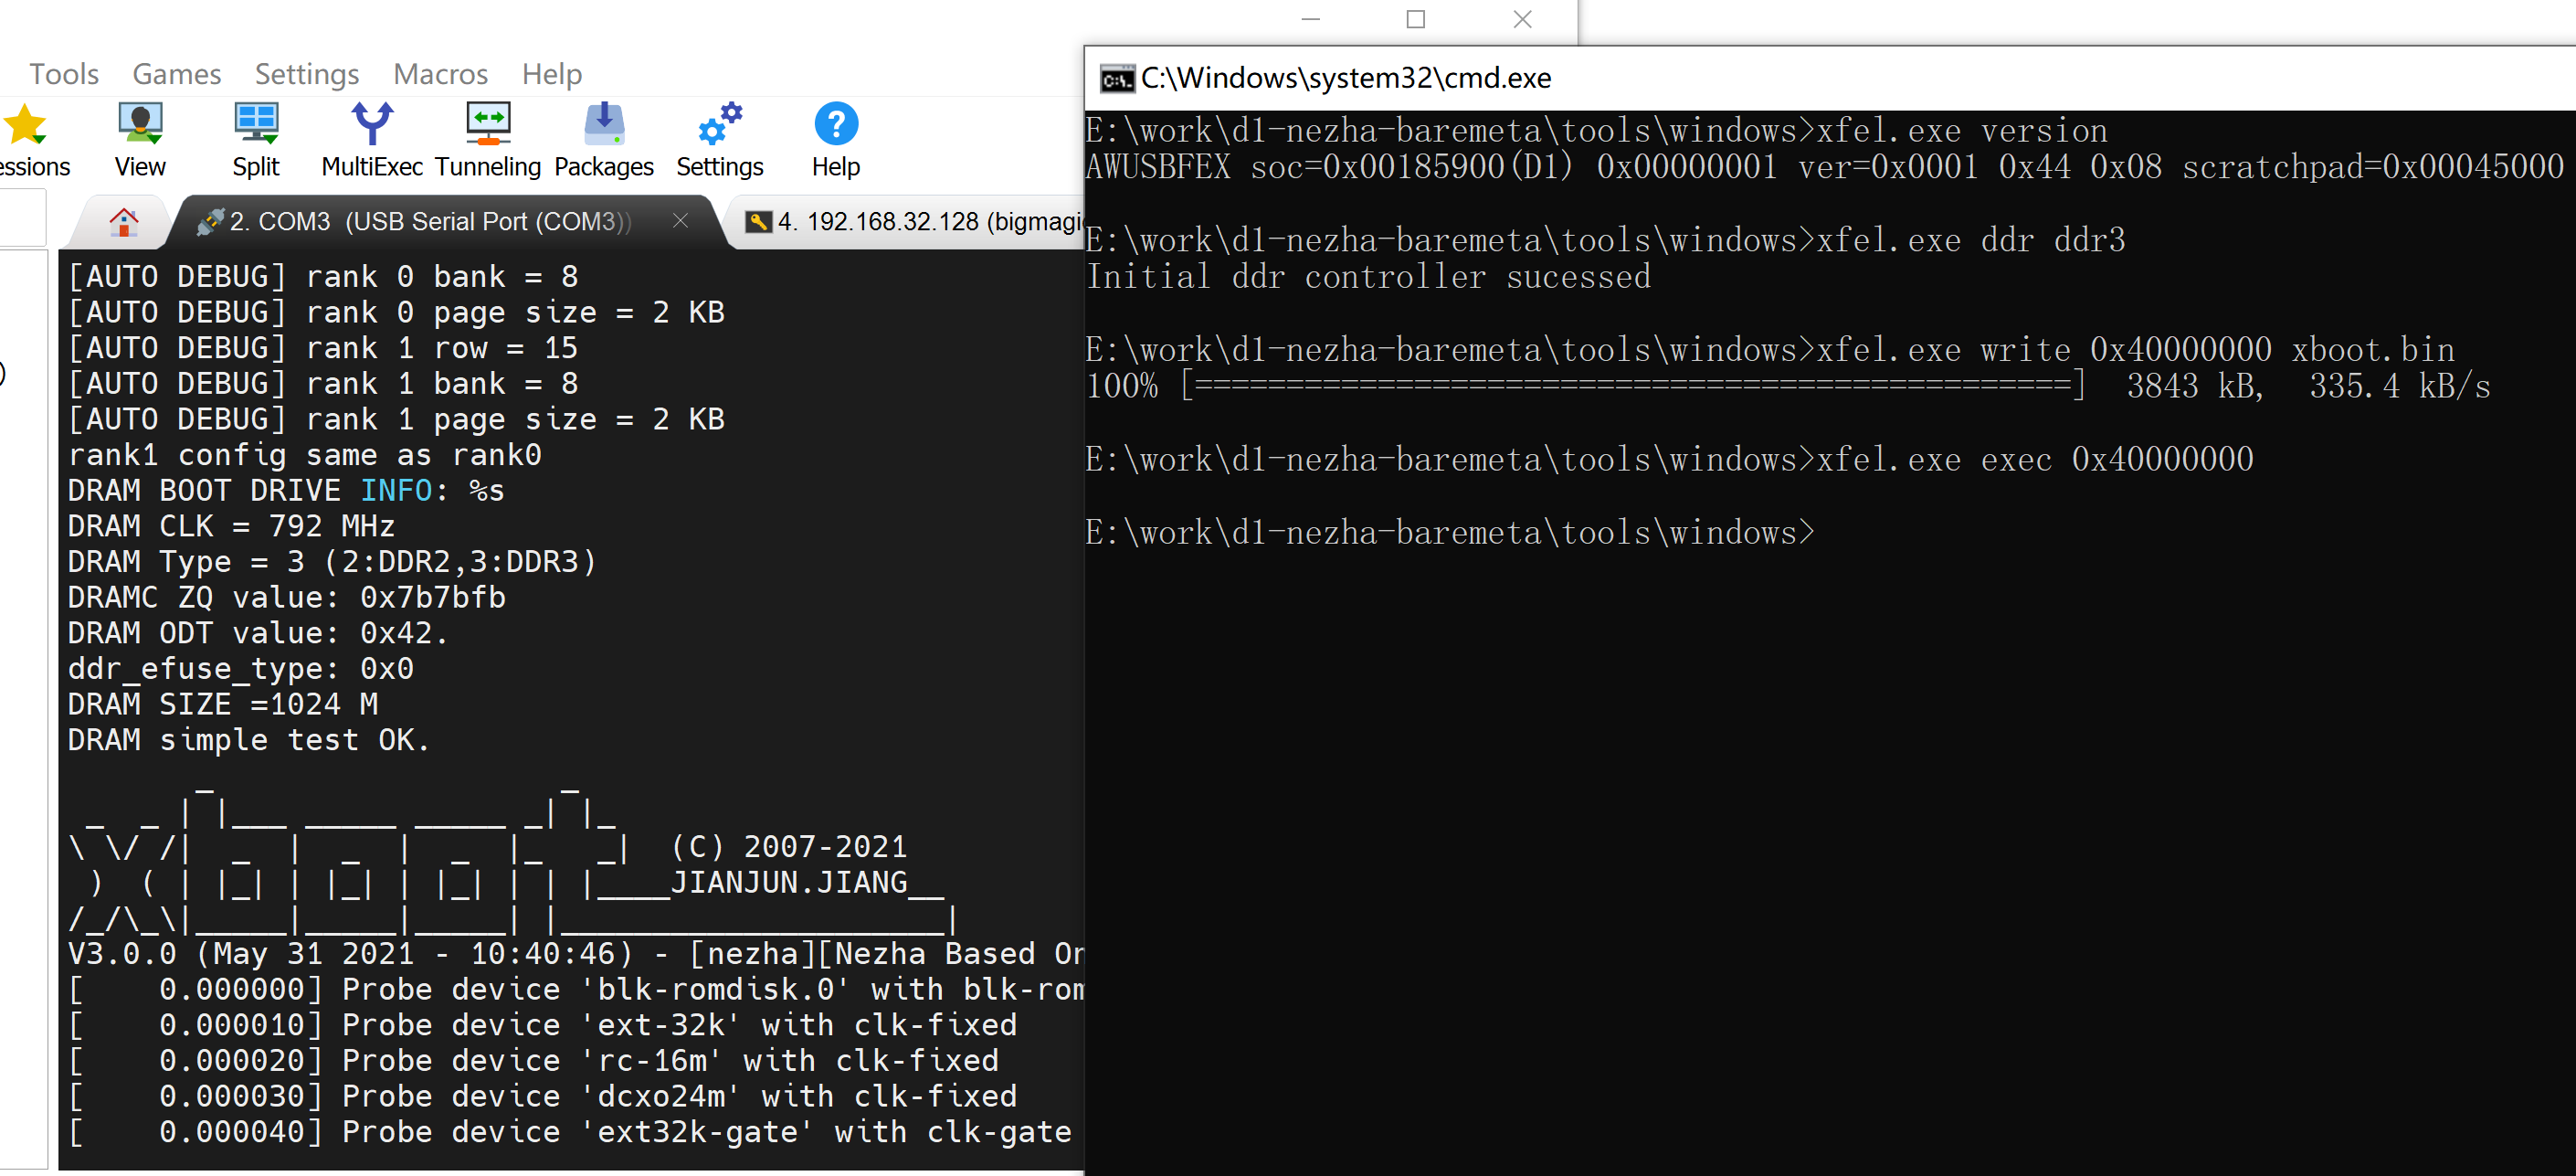 Tools Games Settings Macros Help
essions View Split MultiExec Tunneling Packages Settings Help
2. COM3 (USB Serial Port (COM3))
4. 192.168.32.128 (bigmagi
[AUTO DEBUG] rank 0 bank = 8
[AUTO DEBUG] rank 0 page size = 2 KB
[AUTO DEBUG] rank 1 row = 15
[AUTO DEBUG] rank 1 bank = 8
[AUTO DEBUG] rank 1 page size = 2 KB
rank1 config same as rank0
DRAM BOOT DRIVE INFO: %s
DRAM CLK = 792 MHz
DRAM Type = 3 (2:DDR2,3:DDR3)
DRAMC ZQ value: 0x7b7bfb
DRAM ODT value: 0x42.
ddr_efuse_type: 0x0
DRAM SIZE =1024 M
DRAM simple test OK.
xboot
(C) 2007-2021
JIANJUN.JIANG
V3.0.0 (May 31 2021 - 10:40:46) - [nezha][Nezha Based On
[    0.000000] Probe device 'blk-romdisk.0' with blk-rom
[    0.000010] Probe device 'ext-32k' with clk-fixed
[    0.000020] Probe device 'rc-16m' with clk-fixed
[    0.000030] Probe device 'dcxo24m' with clk-fixed
[    0.000040] Probe device 'ext32k-gate' with clk-gate
C:\Windows\system32\cmd.exe
E:\work\d1-nezha-baremeta\tools\windows>xfel.exe version
AWUSBFEX soc=0x00185900(D1) 0x00000001 ver=0x0001 0x44 0x08 scratchpad=0x00045000
E:\work\d1-nezha-baremeta\tools\windows>xfel.exe ddr ddr3
Initial ddr controller sucessed
E:\work\d1-nezha-baremeta\tools\windows>xfel.exe write 0x40000000 xboot.bin
100% [================================================] 3843 kB, 335.4 kB/s
E:\work\d1-nezha-baremeta\tools\windows>xfel.exe exec 0x40000000
E:\work\d1-nezha-baremeta\tools\windows>